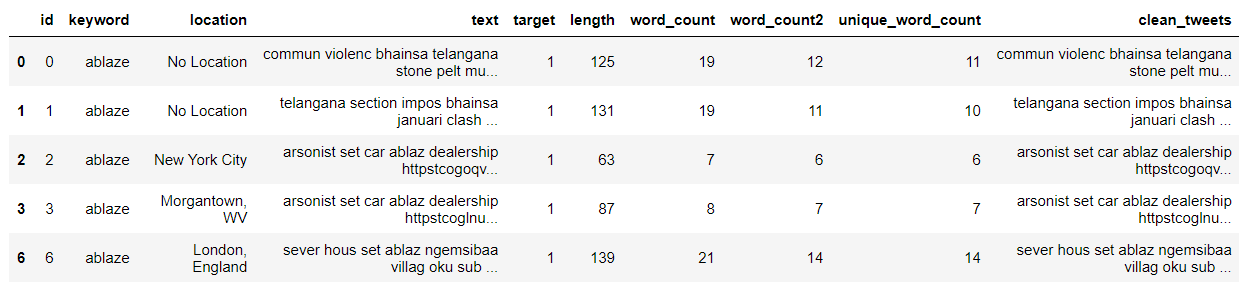 id keyword location text target length word_count word_count2 unique_word_count clean_tweets
0 0 ablaze No Location commun violenc bhainsa telangana stone pelt mu... 1 125 19 12 11 commun violenc bhainsa telangana stone pelt mu...
1 1 ablaze No Location telangana section impos bhainsa januari clash ... 1 131 19 11 10 telangana section impos bhainsa januari clash ...
2 2 ablaze New York City arsonist set car ablaz dealership httpstcogoqv... 1 63 7 6 6 arsonist set car ablaz dealership httpstcogoqv...
3 3 ablaze Morgantown, WV arsonist set car ablaz dealership httpstcoglnu... 1 87 8 7 7 arsonist set car ablaz dealership httpstcoglnu...
6 6 ablaze London, England sever hous set ablaz ngemsibaa villag oku sub ... 1 139 21 14 14 sever hous set ablaz ngemsibaa villag oku sub ...